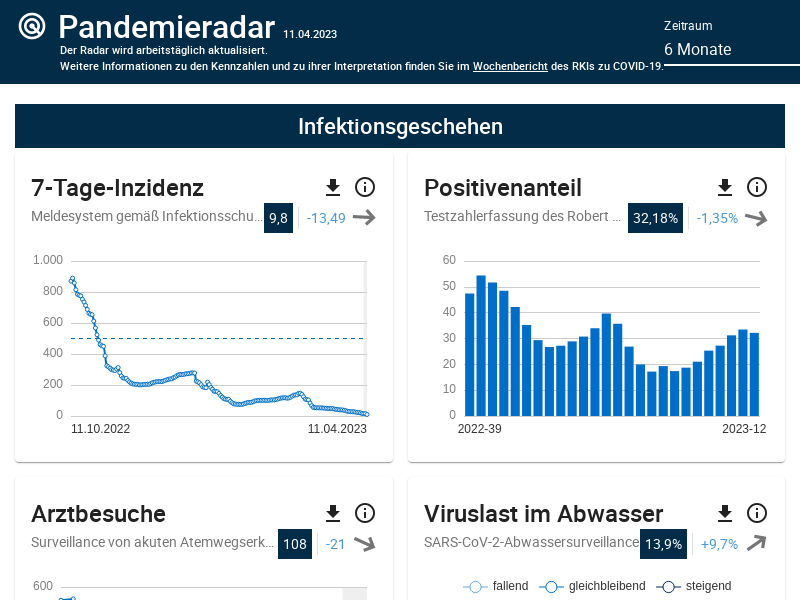 Pandemieradar 11.04.2023
Der Radar wird arbeitstäglich aktualisiert.
Weitere Informationen zu den Kennzahlen und zu ihrer Interpretation finden Sie im Wochenbericht des RKIs zu COVID-19.
Zeitraum
6 Monate
Infektionsgeschehen
7-Tage-Inzidenz
Meldesystem gemäß Infektionsschu... 9,8 -13,49
1.000
800
600
400
200
0
11.10.2022 11.04.2023
Positivenanteil
Testzahlerfassung des Robert ... 32,18% -1,35%
60
50
40
30
20
10
0
2022-39 2023-12
Arztbesuche
Surveillance von akuten Atemwegserk... 108 -21
600
Viruslast im Abwasser
SARS-CoV-2-Abwassersurveillance 13,9% +9,7%
fallend gleichbleibend steigend